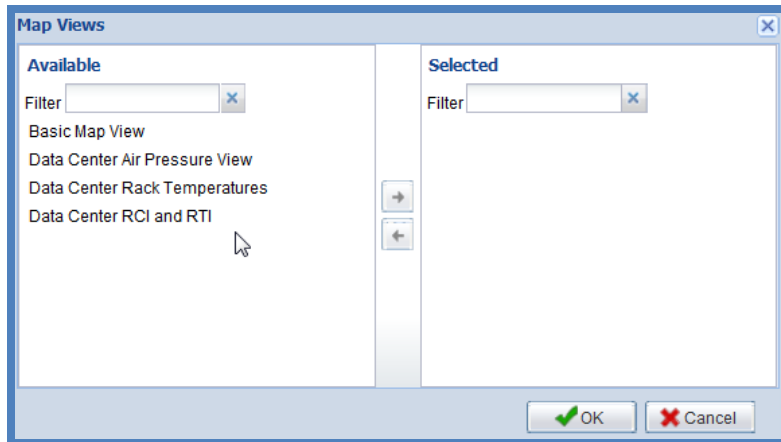 Map Views
Available
Filter
Basic Map View
Data Center Air Pressure View
Data Center Rack Temperatures
Data Center RCI and RTI
Selected
Filter
OK
Cancel